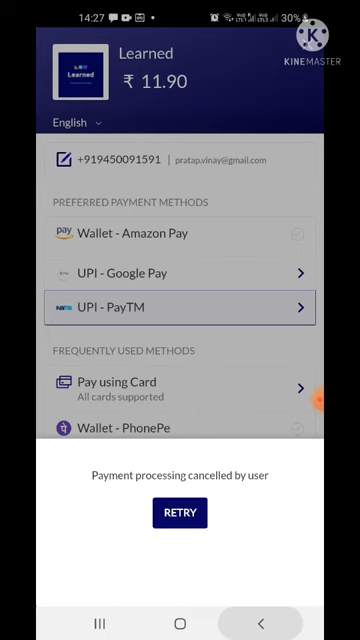 14:27
30%
KINEMASTER
Learned
Learned
₹ 11.90
English
+919450091591 | pratap.vinay@gmail.com
PREFERRED PAYMENT METHODS
pay Wallet - Amazon Pay
UPI - Google Pay
UPI - PayTM
FREQUENTLY USED METHODS
Pay using Card
All cards supported
Wallet - PhonePe
Payment processing cancelled by user
RETRY